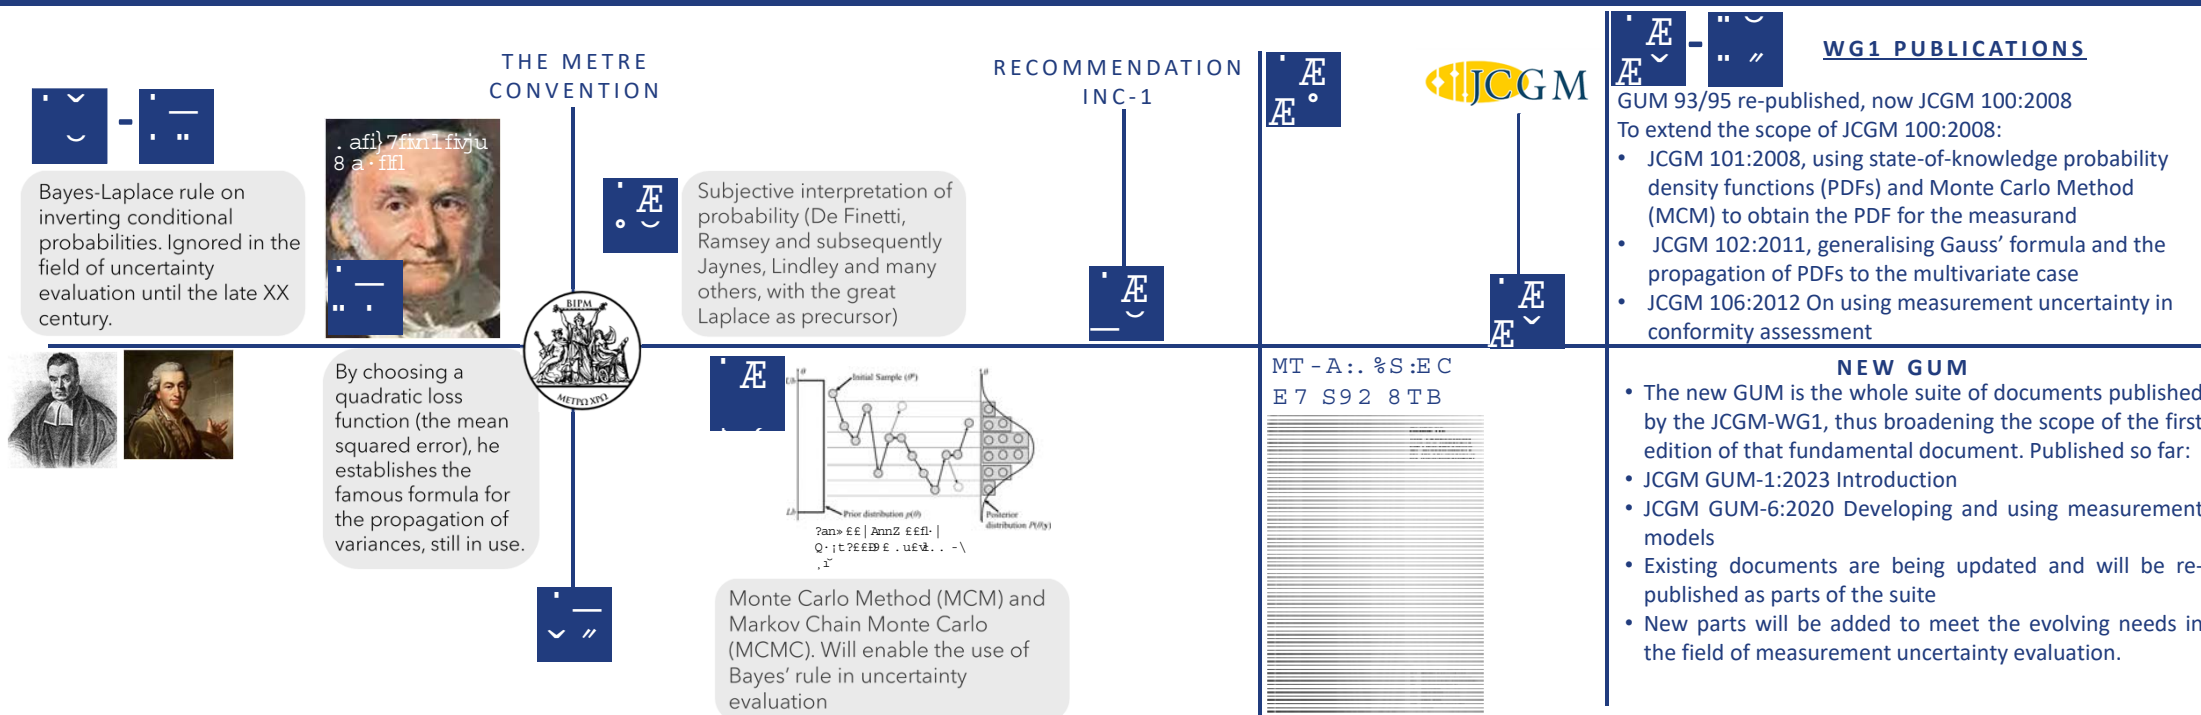 THE METRE
CONVENTION
RECOMMENDATION
INC-1
JCGM
WG1 PUBLICATIONS
GUM 93/95 re-published, now JCGM 100:2008
To extend the scope of JCGM 100:2008:
• JCGM 101:2008, using state-of-knowledge probability
density functions (PDFs) and Monte Carlo Method
(MCM) to obtain the PDF for the measurand
• JCGM 102:2011, generalising Gauss’ formula and the
propagation of PDFs to the multivariate case
• JCGM 106:2012 On using measurement uncertainty in
conformity assessment
Bayes-Laplace rule on
inverting conditional
probabilities. Ignored in the
field of uncertainty
evaluation until the late XX
century.
Subjective interpretation of
probability (De Finetti,
Ramsey and subsequently
Jaynes, Lindley and many
others, with the great
Laplace as precursor)
BIPM
ΜΕΤΡΩ ΧΡΩ
By choosing a
quadratic loss
function (the mean
squared error), he
establishes the
famous formula for
the propagation of
variances, still in use.
Initial Sample (θ⁰)
Prior distribution p(θ)
Posterior
distribution P(θ|y)
Monte Carlo Method (MCM) and
Markov Chain Monte Carlo
(MCMC). Will enable the use of
Bayes’ rule in uncertainty
evaluation
MT-A:. %S:EC
E7 S92 8TB
NEW GUM
• The new GUM is the whole suite of documents published
by the JCGM-WG1, thus broadening the scope of the first
edition of that fundamental document. Published so far:
• JCGM GUM-1:2023 Introduction
• JCGM GUM-6:2020 Developing and using measurement
models
• Existing documents are being updated and will be re-
published as parts of the suite
• New parts will be added to meet the evolving needs in
the field of measurement uncertainty evaluation.